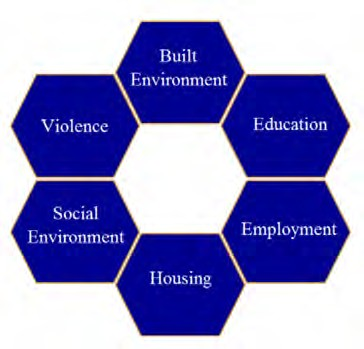 Built
Environment
Education
Employment
Housing
Social
Environment
Violence